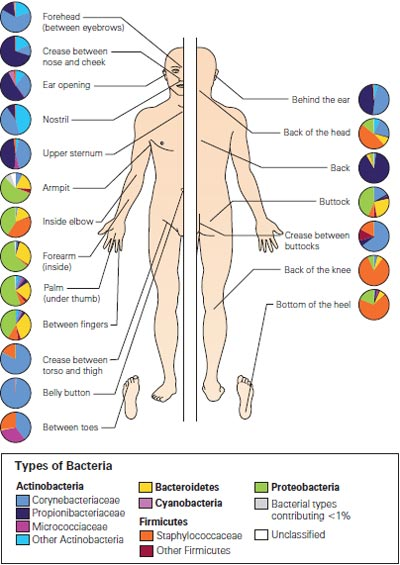 Forehead
(between eyebrows)
Crease between
nose and cheek
Ear opening
Nostril
Upper sternum
Armpit
Inside elbow
Forearm
(inside)
Palm
(under thumb)
Between fingers
Crease between
torso and thigh
Belly button
Between toes
Behind the ear
Back of the head
Back
Buttock
Crease between
buttocks
Back of the knee
Bottom of the heel
Types of Bacteria
Actinobacteria
Corynebacteriaceae
Propionibacteriaceae
Micrococciaceae
Other Actinobacteria
Bacteroidetes
Cyanobacteria
Firmicutes
Staphylococcaceae
Other Firmicutes
Proteobacteria
Bacterial types
contributing <1%
Unclassified